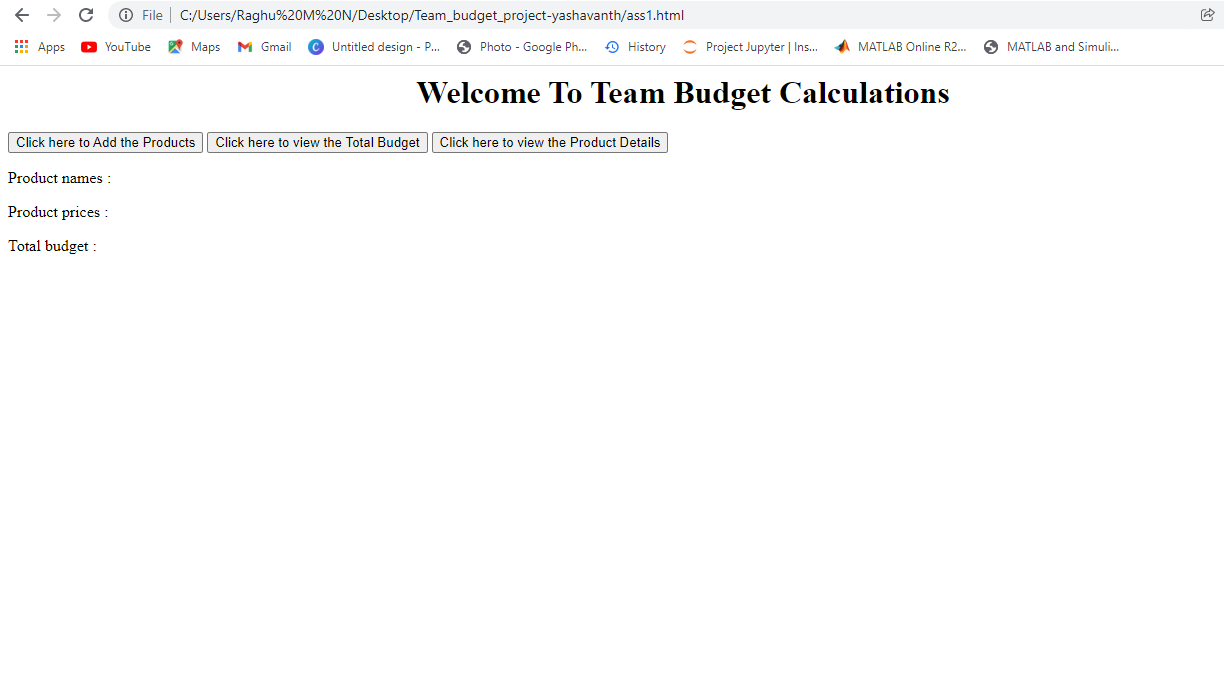 File C:/Users/Raghu%20M%20N/Desktop/Team_budget_project-yashavanth/ass1.html
Apps YouTube Maps Gmail Untitled design - P... Photo - Google Ph... History Project Jupyter | Ins... MATLAB Online R2... MATLAB and Simuli...
Welcome To Team Budget Calculations
Click here to Add the Products Click here to view the Total Budget Click here to view the Product Details
Product names :
Product prices :
Total budget :